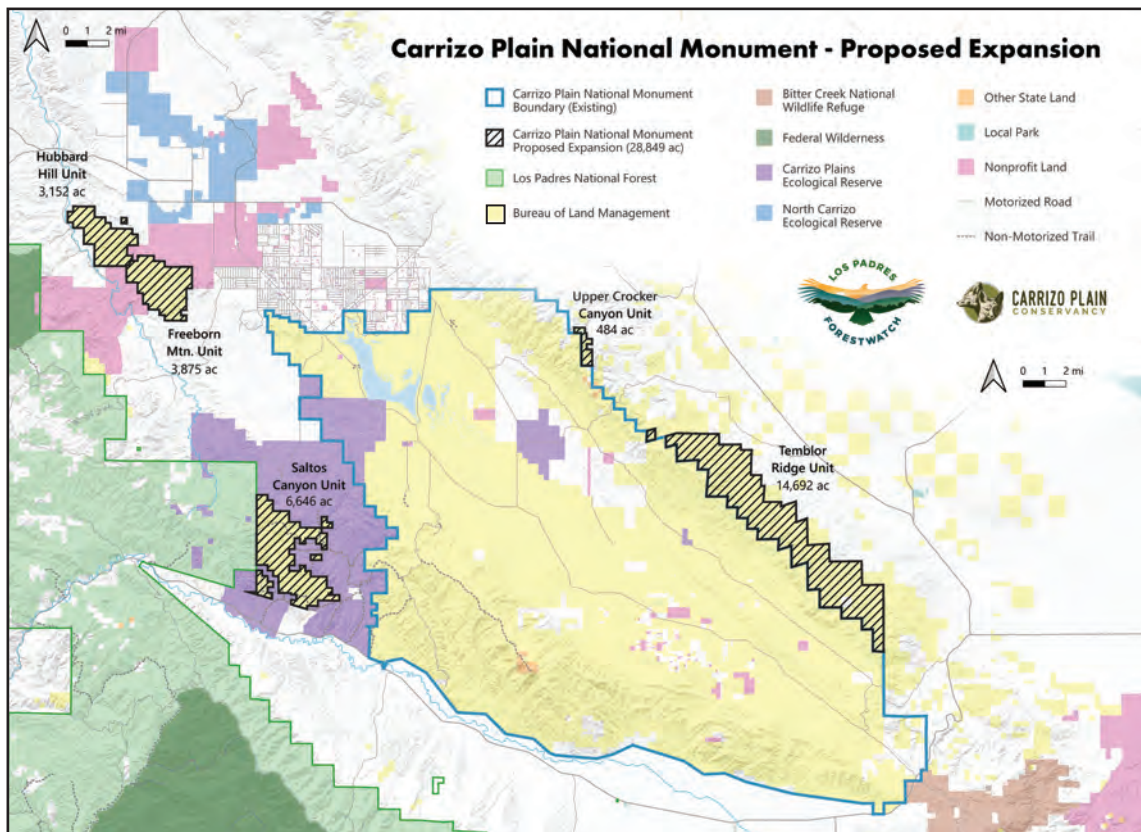 0 1 2 mi
Carrizo Plain National Monument - Proposed Expansion
Carrizo Plain National Monument
Boundary (Existing)
Carrizo Plain National Monument
Proposed Expansion (28,849 ac)
Los Padres National Forest
Bureau of Land Management
Bitter Creek National
Wildlife Refuge
Federal Wilderness
Carrizo Plains
Ecological Reserve
North Carrizo
Ecological Reserve
Other State Land
Local Park
Nonprofit Land
Motorized Road
Non-Motorized Trail
Hubbard
Hill Unit
3,152 ac
LOS PADRES
FORESTWATCH
CARRIZO PLAIN
CONSERVANCY
Upper Crocker
Canyon Unit
484 ac
Freeborn
Mtn. Unit
3,875 ac
0 1 2 mi
Temblor
Ridge Unit
14,692 ac
Saltos
Canyon Unit
6,646 ac